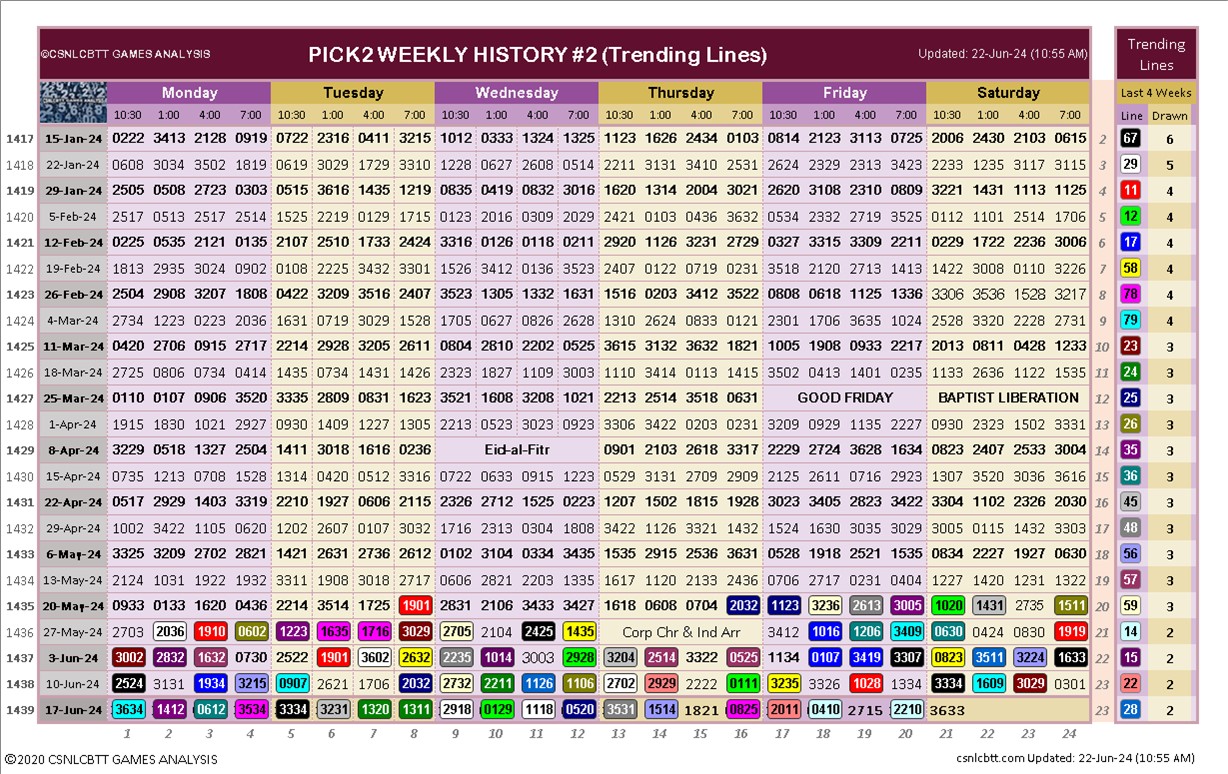 ©CSNLCBTT GAMES ANALYSIS PICK2 WEEKLY HISTORY #2 (Trending Lines) Updated: 22-Jun-24 (10:55 AM) Trending Lines
Monday Tuesday Wednesday Thursday Friday Saturday Last 4 Weeks
10:30 1:00 4:00 7:00 10:30 1:00 4:00 7:00 10:30 1:00 4:00 7:00 10:30 1:00 4:00 7:00 10:30 1:00 4:00 7:00 10:30 1:00 4:00 7:00 Line Drawn
1417 15-Jan-24 0222 3413 2128 0919 0722 2316 0411 3215 1012 0333 1324 1325 1123 1626 2434 0103 0814 2123 3113 0725 2006 2430 2103 0615 2 67 6
1418 22-Jan-24 0608 3034 3502 1819 0619 3029 1729 3310 1228 0627 2608 0514 2211 3131 3410 2531 2624 2329 2213 3423 2233 1235 3117 3115 3 29 5
1419 29-Jan-24 2505 0508 2723 0303 0515 3616 1435 1219 0835 0419 0832 3016 1620 1314 2004 3021 2620 3108 2310 0809 3221 1431 1113 1125 4 11 4
1420 5-Feb-24 2517 0513 2517 2514 1525 2219 0129 1715 0123 2016 0309 2029 2421 0103 0436 3632 0534 2332 2719 3525 0112 1101 2514 1706 5 12 4
1421 12-Feb-24 0225 0535 2121 0135 2107 2510 1733 2424 3316 0126 0118 0211 2920 1126 3231 2729 0327 3315 3309 2211 0229 1722 2236 3006 6 17 4
1422 19-Feb-24 1813 2935 3024 0902 0108 2225 3432 3301 1526 3412 0136 3523 2407 0122 0719 0231 3518 2120 2713 1413 1422 3008 0110 3226 7 58 4
1423 26-Feb-24 2504 2908 3207 1808 0422 3209 3516 2407 3523 1305 1332 1631 1516 0203 3412 3522 0808 0618 1125 1336 3306 3536 1528 3217 8 78 4
1424 4-Mar-24 2734 1223 0223 2036 1631 0719 3029 1523 1705 0627 0826 2628 1310 2624 0833 0121 2301 1706 3635 1024 2528 3320 2228 2731 9 79 4
1425 11-Mar-24 0420 2706 0915 2717 2214 2928 3205 2611 0804 2810 2202 0525 3615 3132 3632 1821 1005 1908 0933 2217 2013 0811 0428 1233 10 23 3
1426 18-Mar-24 2725 0806 0734 0414 1435 0734 1431 1426 2323 1827 1109 3003 1110 3414 0113 1415 3502 0413 1401 0235 1133 2636 1122 1535 11 24 3
1427 25-Mar-24 0110 0107 0906 3520 3335 2809 0831 1623 3521 1608 3208 1021 2213 2514 3518 0631 GOOD FRIDAY BAPTIST LIBERATION 12 25 3
1428 1-Apr-24 1915 1830 1021 2927 0930 1409 1227 1305 2213 0523 3023 0923 3306 3422 0203 0231 3209 0929 1135 2227 0930 2323 1502 3331 13 26 3
1429 8-Apr-24 3229 0518 1327 2504 1411 3018 1616 0233 Eid-al-Fitr 0901 2103 2618 3317 2229 2724 3628 1634 0823 2407 2533 3004 14 35 3
1430 15-Apr-24 0735 1213 0708 1528 1314 0420 0512 3316 0722 0633 0915 1223 0529 3131 2709 2909 2125 2611 0716 2923 1307 3520 3036 3616 15 36 3
1431 22-Apr-24 0517 2929 1403 3319 2210 1927 0606 2115 2326 2712 1525 0223 1207 1502 1815 1928 3023 3405 2823 3422 3304 1102 2326 2030 16 45 3
1432 29-Apr-24 1002 3422 1105 0620 1202 2607 0107 3032 1716 2313 0304 1808 3422 1126 3321 1432 1524 1630 3035 3029 3005 0115 1432 3303 17 48 3
1433 6-May-24 3325 3209 2702 2821 1421 2631 2736 2612 0102 3104 0334 3435 1535 2915 2536 3631 0528 1918 2521 1535 0834 2227 1927 0630 18 56 3
1434 13-May-24 2124 1031 1922 1932 3311 1908 3018 2717 0606 2821 2203 1335 1617 1120 2133 2436 0706 2717 0231 0404 1227 1420 1231 1322 19 57 3
1435 20-May-24 0933 0133 1620 0436 2214 3514 1725 1901 2831 2106 3433 3427 1618 0608 0704 2032 1123 3236 2613 3005 1020 1431 2735 1511 20 59 3
1436 27-May-24 2703 2036 1910 0602 1223 1635 1716 3029 2705 2104 2425 1435 Corp Chr & Ind Arr 3412 1016 1206 3409 0630 0424 0830 1919 21 14 2
1437 3-Jun-24 3002 2832 1632 0730 2522 1901 3602 2632 2235 1014 3003 2928 3204 2514 3322 0525 1134 0107 3419 3307 0823 3511 3224 1633 22 15 2
1438 10-Jun-24 2524 3131 1934 3215 0907 2621 1706 2032 2732 2211 1126 1106 2702 2929 2222 0111 3235 3326 1028 1334 3334 1609 3029 0301 23 22 2
1439 17-Jun-24 3634 1412 0612 3534 3334 3231 1320 1311 2918 0129 1118 0520 3531 1514 1821 0825 2011 0410 2715 2210 3633 23 28 2
1 2 3 4 5 6 7 8 9 10 11 12 13 14 15 16 17 18 19 20 21 22 23 24
©2020 CSNLCBTT GAMES ANALYSIS csnlcbtt.com Updated: 22-Jun-24 (10:55 AM)